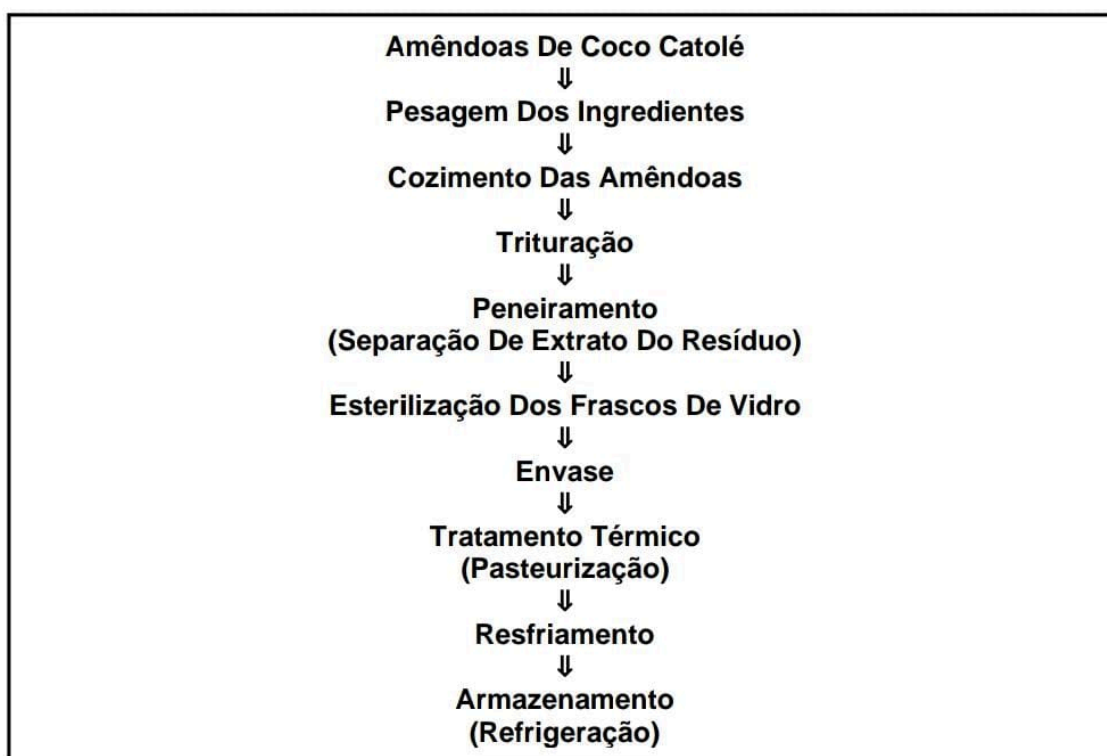 Amêndoas De Coco Catolé
⇓
Pesagem Dos Ingredientes
⇓
Cozimento Das Amêndoas
⇓
Trituração
⇓
Peneiramento
(Separação De Extrato Do Resíduo)
⇓
Esterilização Dos Frascos De Vidro
⇓
Envase
⇓
Tratamento Térmico
(Pasteurização)
⇓
Resfriamento
⇓
Armazenamento
(Refrigeração)